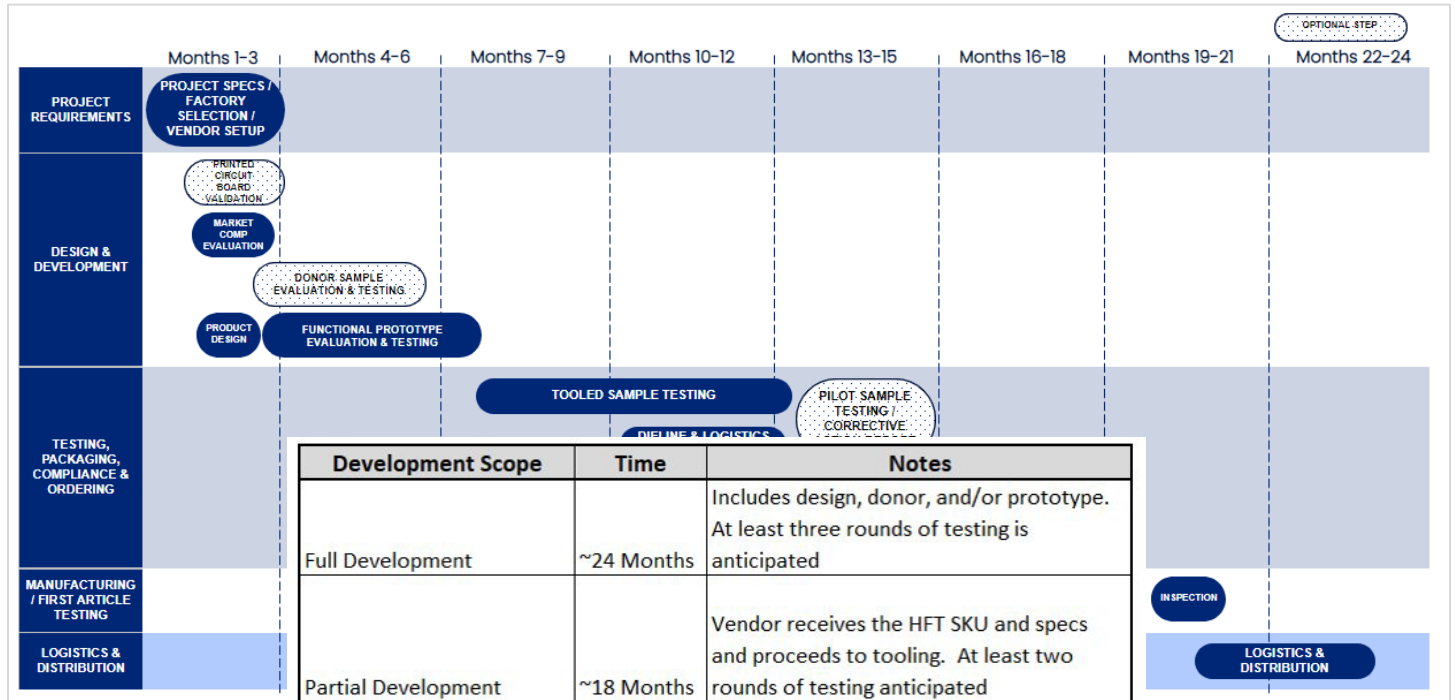 OPTIONAL STEP
Months 1-3
Months 4-6
Months 7-9
Months 10-12
Months 13-15
Months 16-18
Months 19-21
Months 22-24
PROJECT
REQUIREMENTS
PROJECT SPECS /
FACTORY
SELECTION /
VENDOR SETUP
DESIGN &
DEVELOPMENT
PRINTED
CIRCUIT
BOARD
VALIDATION
MARKET
COMP
EVALUATION
DONOR SAMPLE
EVALUATION & TESTING
PRODUCT
DESIGN
FUNCTIONAL PROTOTYPE
EVALUATION & TESTING
TESTING,
PACKAGING,
COMPLIANCE &
ORDERING
TOOLED SAMPLE TESTING
PILOT SAMPLE
TESTING /
CORRECTIVE
DIELINE & LOGISTICS
Development Scope
Time
Notes
Full Development
~24 Months
Includes design, donor, and/or prototype.
At least three rounds of testing is
anticipated
Partial Development
~18 Months
Vendor receives the HFT SKU and specs
and proceeds to tooling. At least two
rounds of testing anticipated
MANUFACTURING
/ FIRST ARTICLE
TESTING
INSPECTION
LOGISTICS &
DISTRIBUTION
LOGISTICS &
DISTRIBUTION